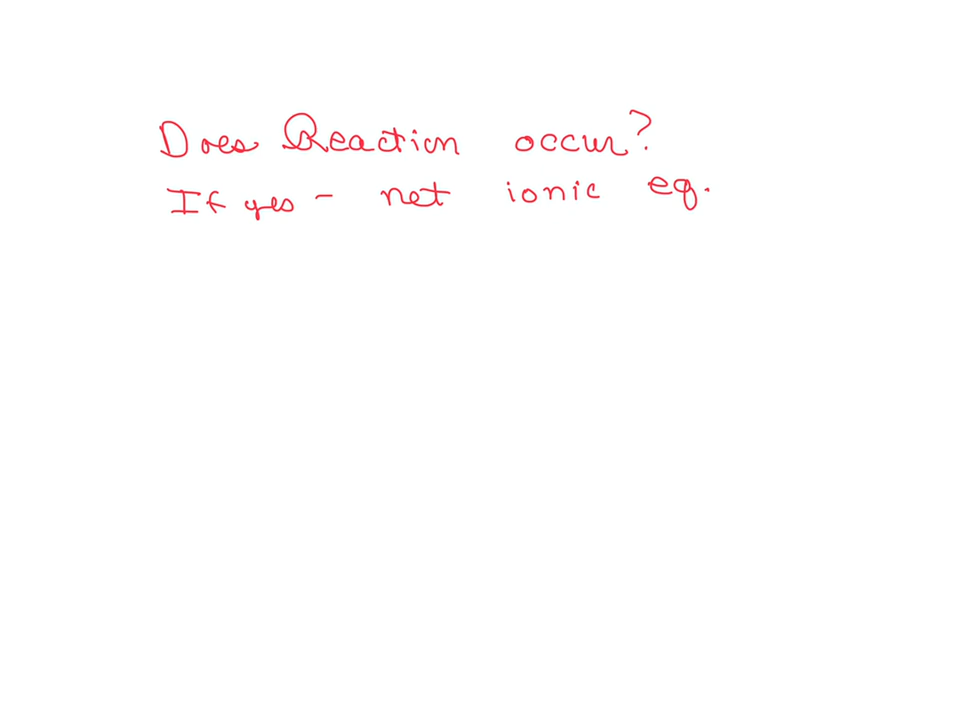 Does Reaction occur?
If yes - net ionic eq.